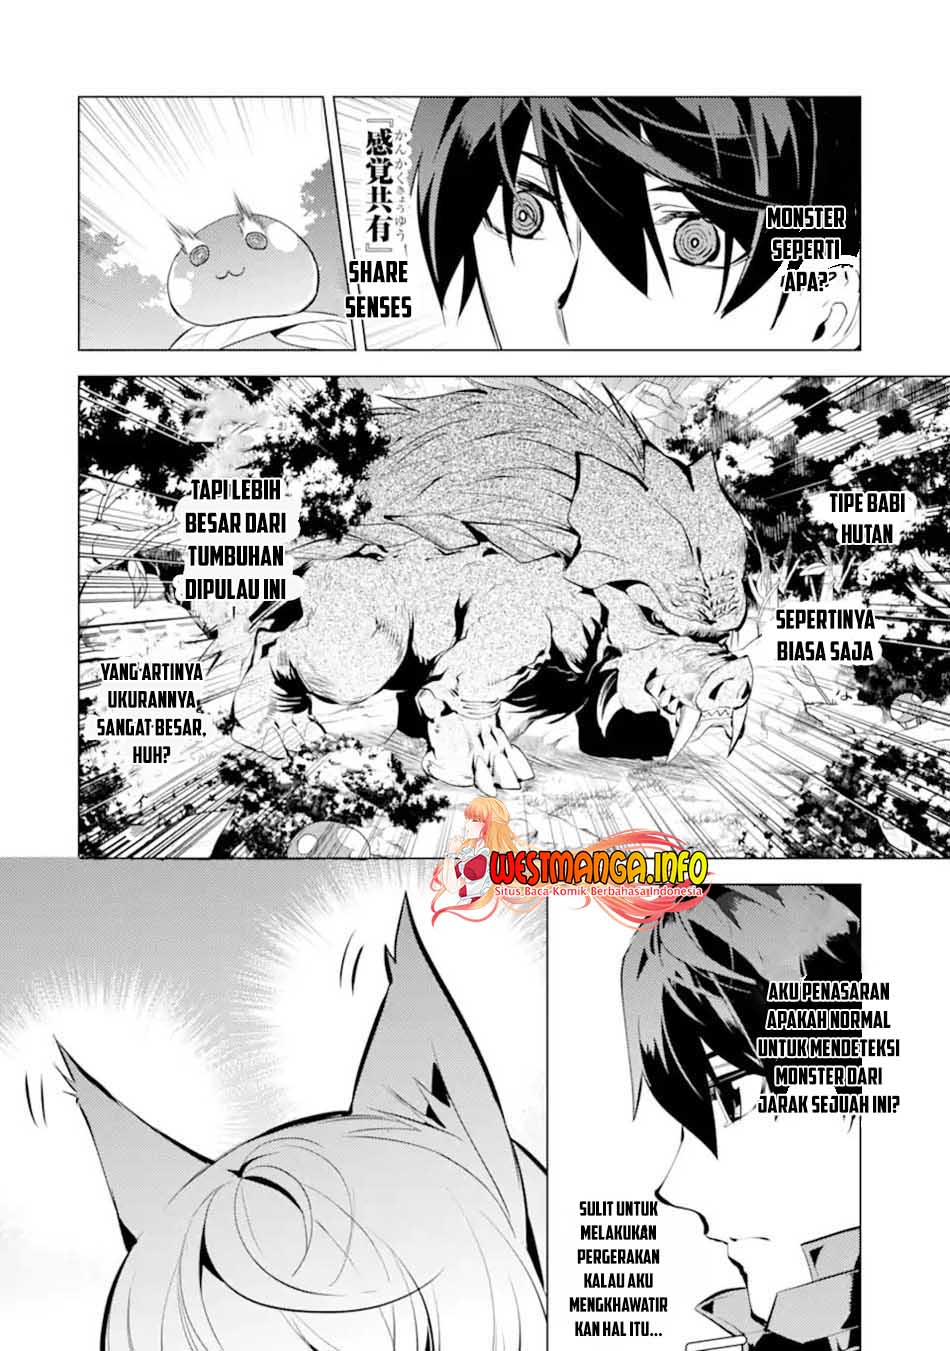 MONSTER
SEPERTI
APA??
『感覚共有』
かんかくきょうゆう
SHARE
SENSES
TIPE BABI
HUTAN
SEPERTINYA
BIASA SAJA
TAPI LEBIH
BESAR DARI
TUMBUHAN
DIPULAU INI
YANG ARTINYA
UKURANNYA,
SANGAT BESAR,
HUH?
WESTMANGA.INFO
Situs Baca Komik Berbahasa Indonesia
AKU PENASARAN
APAKAH NORMAL
UNTUK MENDETEKSI
MONSTER DARI
JARAK SEJUAH INI?
SULIT UNTUK
MELAKUKAN
PERGERAKAN
KALAU AKU
MENGKHAWATIR
KAN HAL ITU...